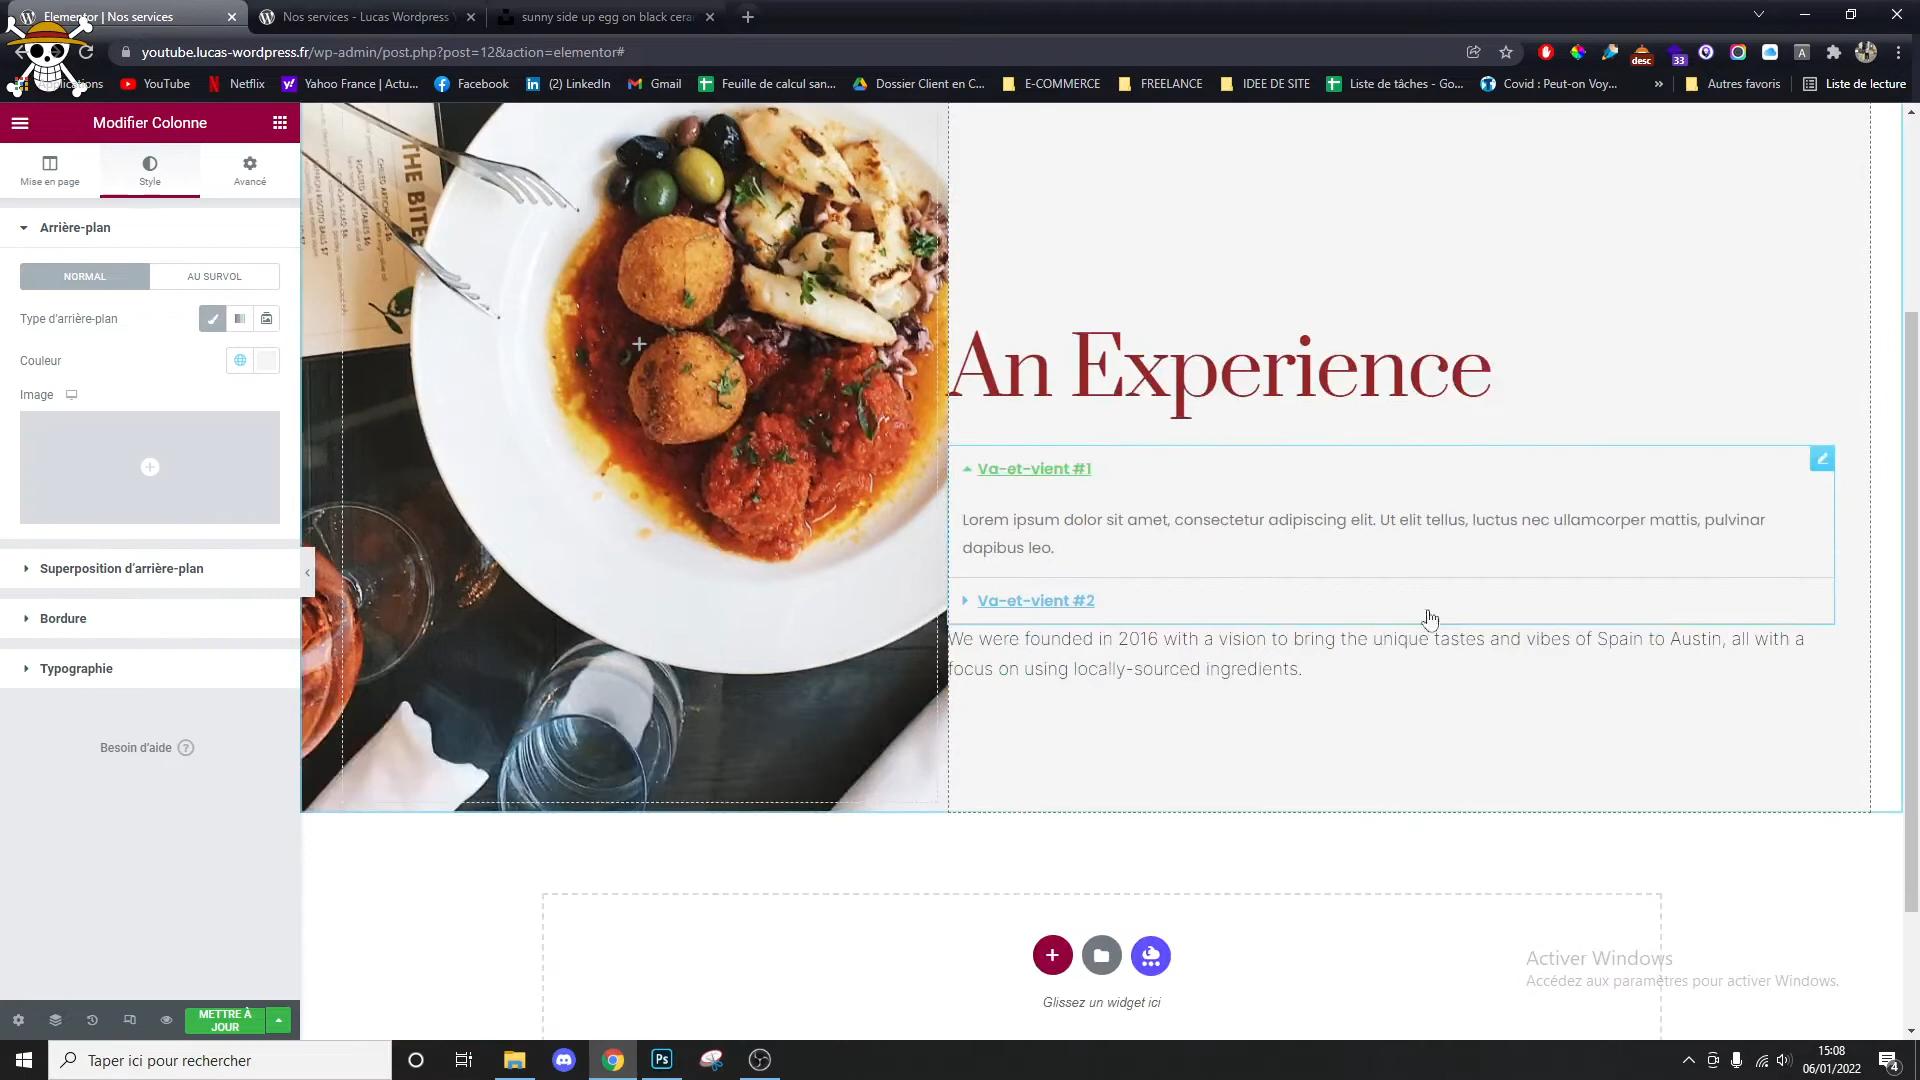 Elementor | Nos services
Nos services - Lucas Wordpress
sunny side up egg on black cera
youtube.lucas-wordpress.fr/wp-admin/post.php?post=12&action=elementor#
desc
33
YouTube
Netflix
Yahoo France | Actu...
Facebook
(2) LinkedIn
Gmail
Feuille de calcul san...
Dossier Client en C...
E-COMMERCE
FREELANCE
IDEE DE SITE
Liste de tâches - Go...
Covid : Peut-on Voy...
»
Autres favoris
Liste de lecture
Modifier Colonne
Mise en page
Style
Avancé
Arrière-plan
NORMAL
AU SURVOL
Type d'arrière-plan
Couleur
Image
Superposition d'arrière-plan
Bordure
Typographie
Besoin d'aide ?
METTRE À
JOUR
THE BITE
An Experience
Va-et-vient #1
Lorem ipsum dolor sit amet, consectetur adipiscing elit. Ut elit tellus, luctus nec ullamcorper mattis, pulvinar
dapibus leo.
Va-et-vient #2
We were founded in 2016 with a vision to bring the unique tastes and vibes of Spain to Austin, all with a
focus on using locally-sourced ingredients.
Glissez un widget ici
Activer Windows
Accédez aux paramètres pour activer Windows.
Taper ici pour rechercher
Ps
15:08
06/01/2022
4